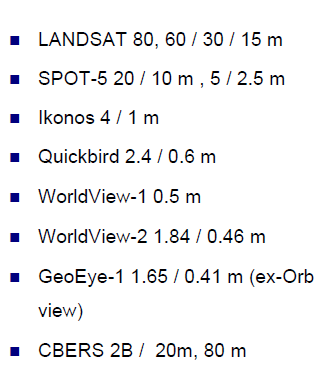 LANDSAT 80, 60 / 30 / 15 m
SPOT-5 20 / 10 m , 5 / 2.5 m
Ikonos 4 / 1 m
Quickbird 2.4 / 0.6 m
WorldView-1 0.5 m
WorldView-2 1.84 / 0.46 m
GeoEye-1 1.65 / 0.41 m (ex-Orb
view)
CBERS 2B /  20m, 80 m